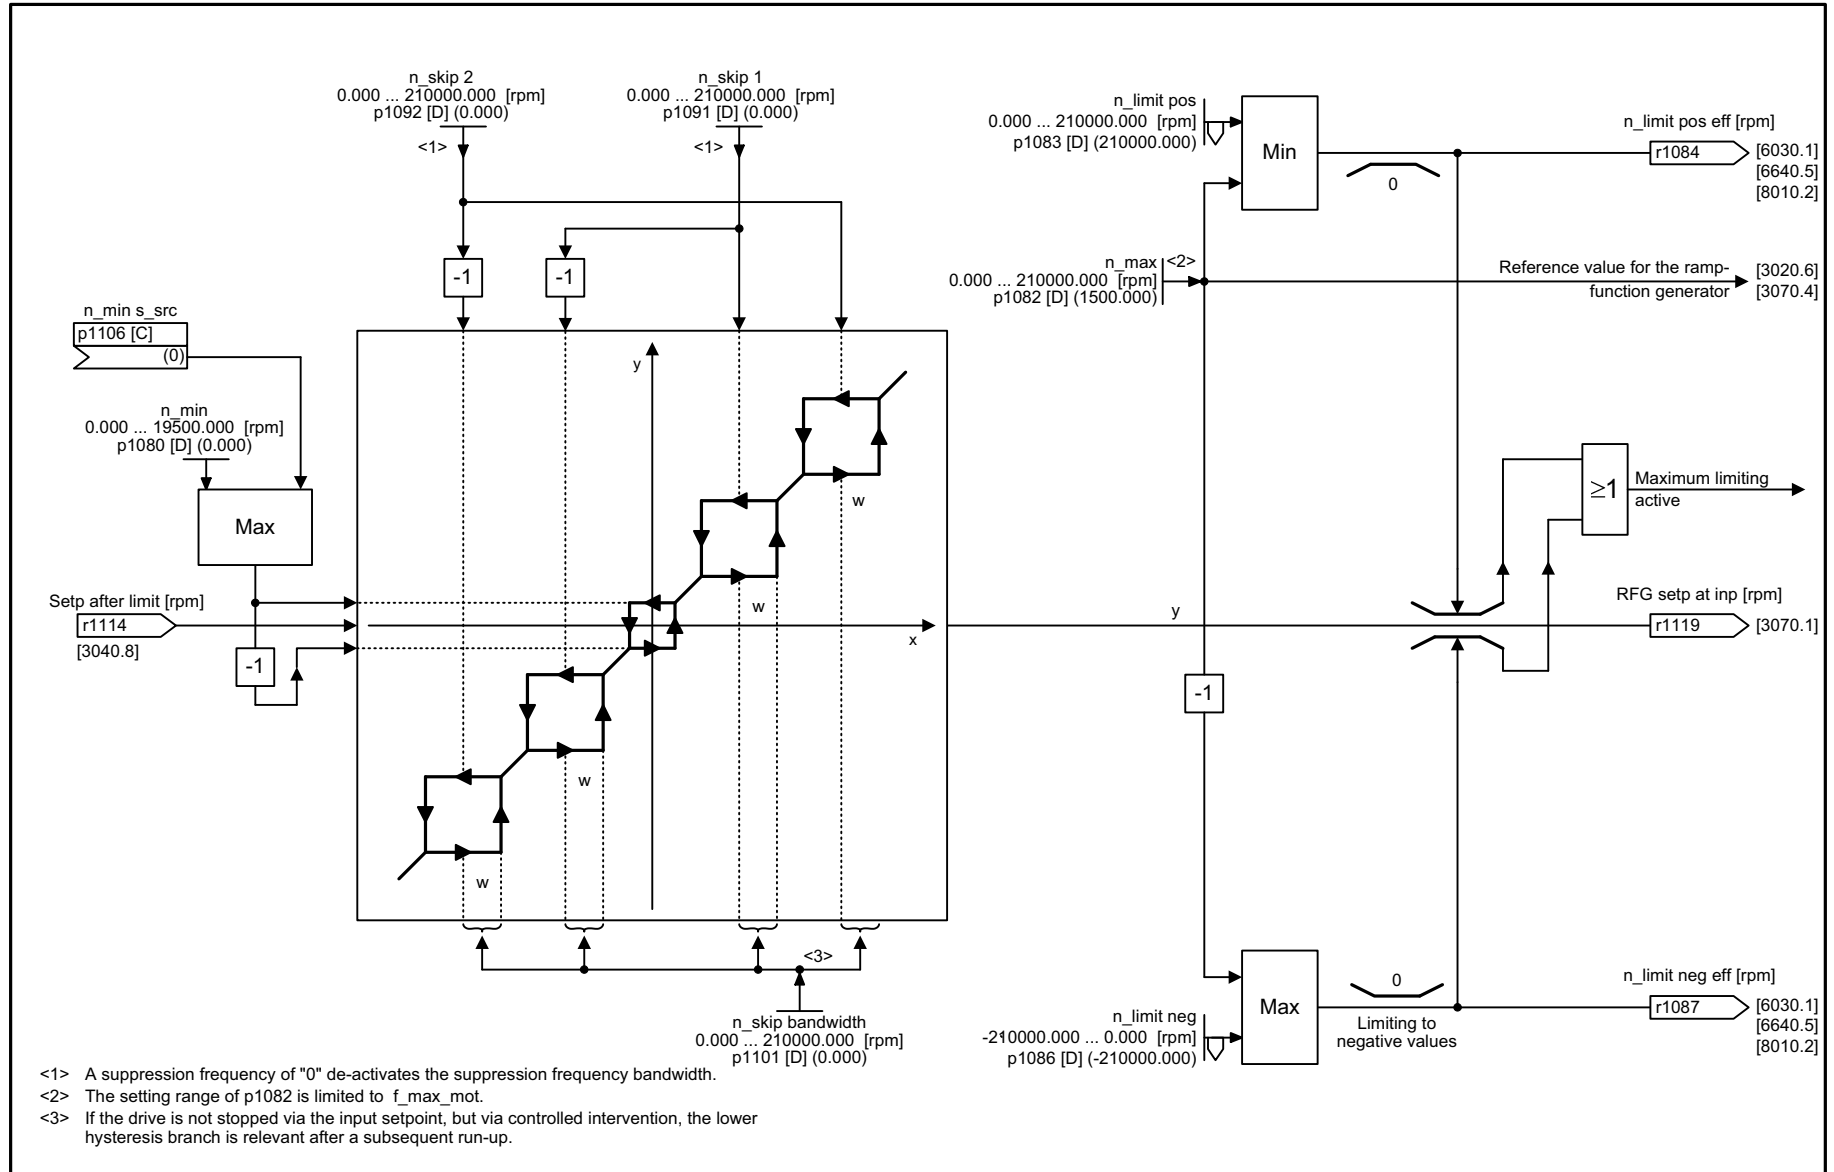 n_skip 2
0.000 ... 210000.000 [rpm]
p1092 [D] (0.000)
<1>
n_skip 1
0.000 ... 210000.000 [rpm]
p1091 [D] (0.000)
<1>
-1
-1
n_min s_src
p1106 [C]
(0)
n_min
0.000 ... 19500.000 [rpm]
p1080 [D] (0.000)
Max
Setp after limit [rpm]
r1114
[3040.8]
-1
y
x
w
w
w
w
<3>
n_skip bandwidth
0.000 ... 210000.000 [rpm]
p1101 [D] (0.000)
n_limit pos
0.000 ... 210000.000 [rpm]
p1083 [D] (210000.000)
Min
0
n_limit pos eff [rpm]
r1084
[6030.1]
[6640.5]
[8010.2]
n_max
<2>
0.000 ... 210000.000 [rpm]
p1082 [D] (1500.000)
Reference value for the ramp-
function generator
[3020.6]
[3070.4]
≥1
Maximum limiting
active
y
RFG setp at inp [rpm]
r1119
[3070.1]
-1
n_limit neg
-210000.000 ... 0.000 [rpm]
p1086 [D] (-210000.000)
Max
0
Limiting to
negative values
n_limit neg eff [rpm]
r1087
[6030.1]
[6640.5]
[8010.2]
<1> A suppression frequency of "0" de-activates the suppression frequency bandwidth.
<2> The setting range of p1082 is limited to f_max_mot.
<3> If the drive is not stopped via the input setpoint, but via controlled intervention, the lower
hysteresis branch is relevant after a subsequent run-up.